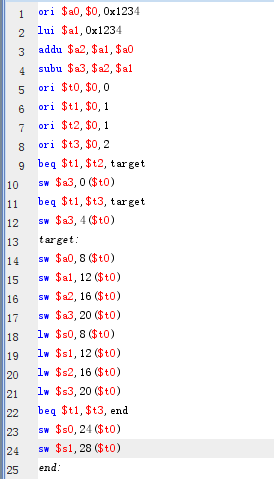 1 ori $a0,$0,0x1234
2 lui $a1,0x1234
3 addu $a2,$a1,$a0
4 subu $a3,$a2,$a1
5 ori $t0,$0,0
6 ori $t1,$0,1
7 ori $t2,$0,1
8 ori $t3,$0,2
9 beq $t1,$t2,target
10 sw $a3,0($t0)
11 beq $t1,$t3,target
12 sw $a3,4($t0)
13 target:
14 sw $a0,8($t0)
15 sw $a1,12($t0)
16 sw $a2,16($t0)
17 sw $a3,20($t0)
18 lw $s0,8($t0)
19 lw $s1,12($t0)
20 lw $s2,16($t0)
21 lw $s3,20($t0)
22 beq $t1,$t3,end
23 sw $s0,24($t0)
24 sw $s1,28($t0)
25 end: